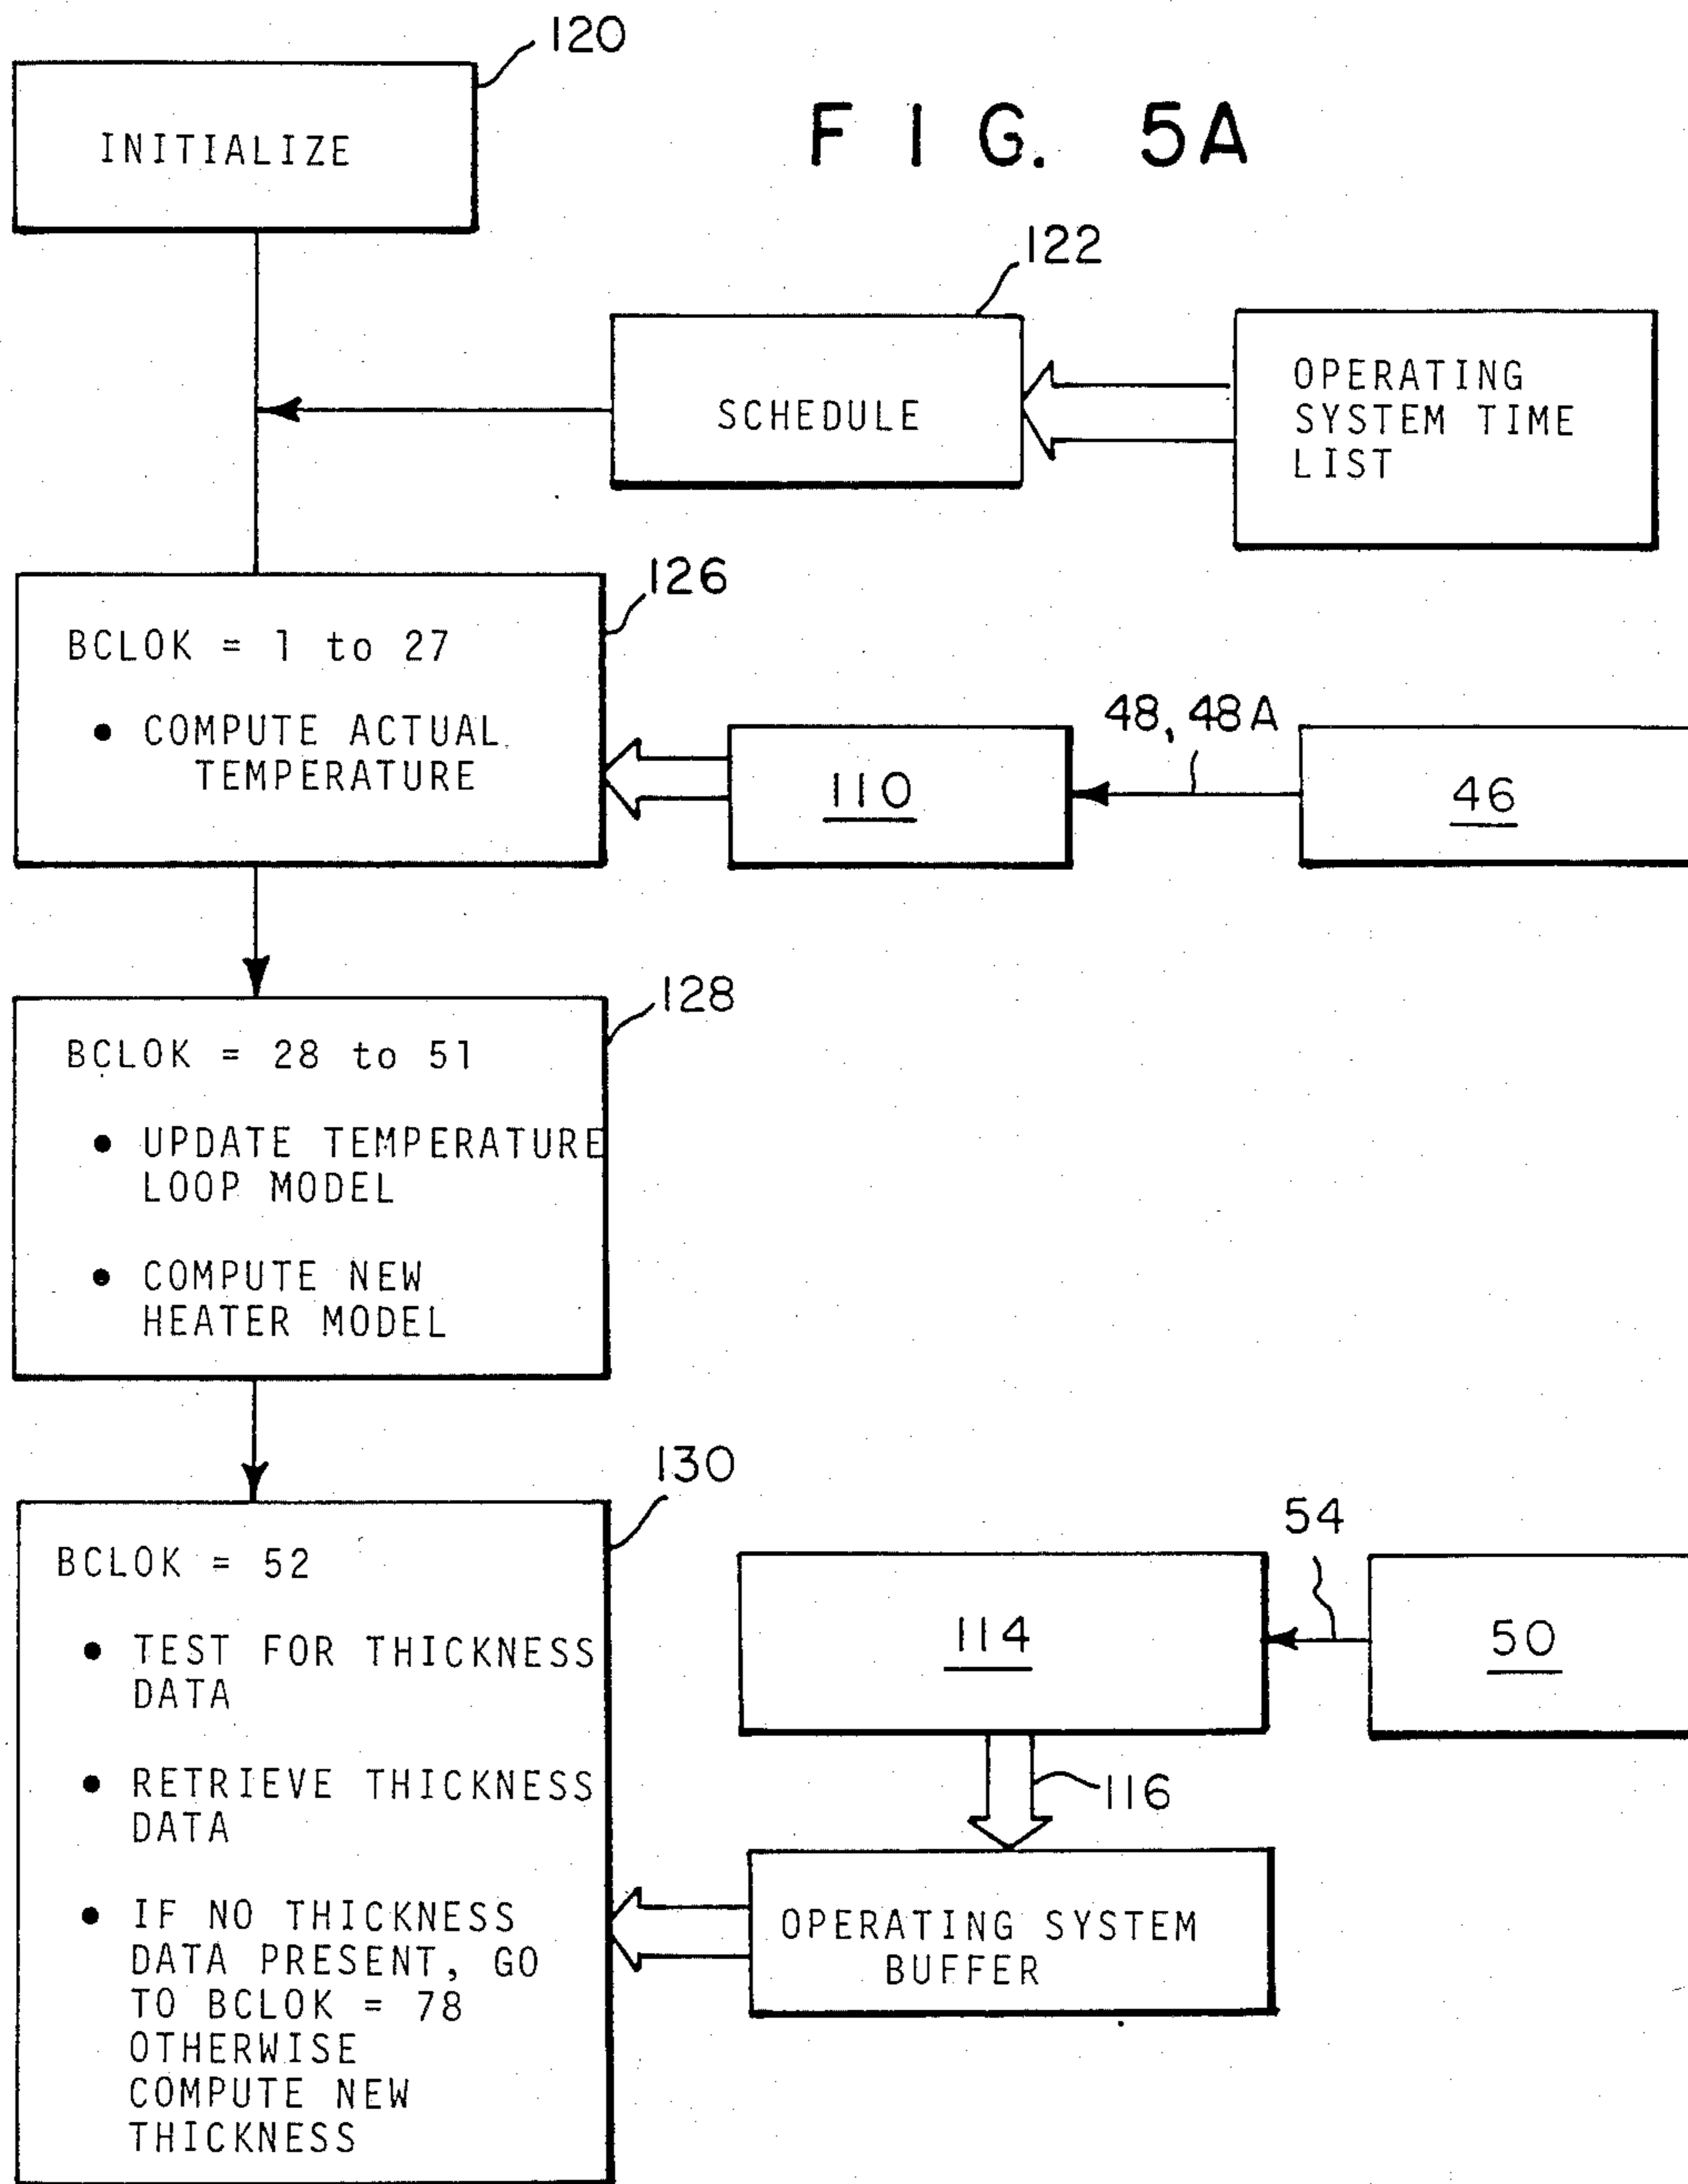 120
INITIALIZE
FIG. 5A
122
SCHEDULE
OPERATING
SYSTEM TIME
LIST
126
BCLOK = 1 to 27
• COMPUTE ACTUAL
TEMPERATURE
110
48, 48A
46
128
BCLOK = 28 to 51
• UPDATE TEMPERATURE
LOOP MODEL
• COMPUTE NEW
HEATER MODEL
130
BCLOK = 52
• TEST FOR THICKNESS
DATA
• RETRIEVE THICKNESS
DATA
• IF NO THICKNESS
DATA PRESENT, GO
TO BCLOK = 78
OTHERWISE
COMPUTE NEW
THICKNESS
114
54
50
116
OPERATING SYSTEM
BUFFER